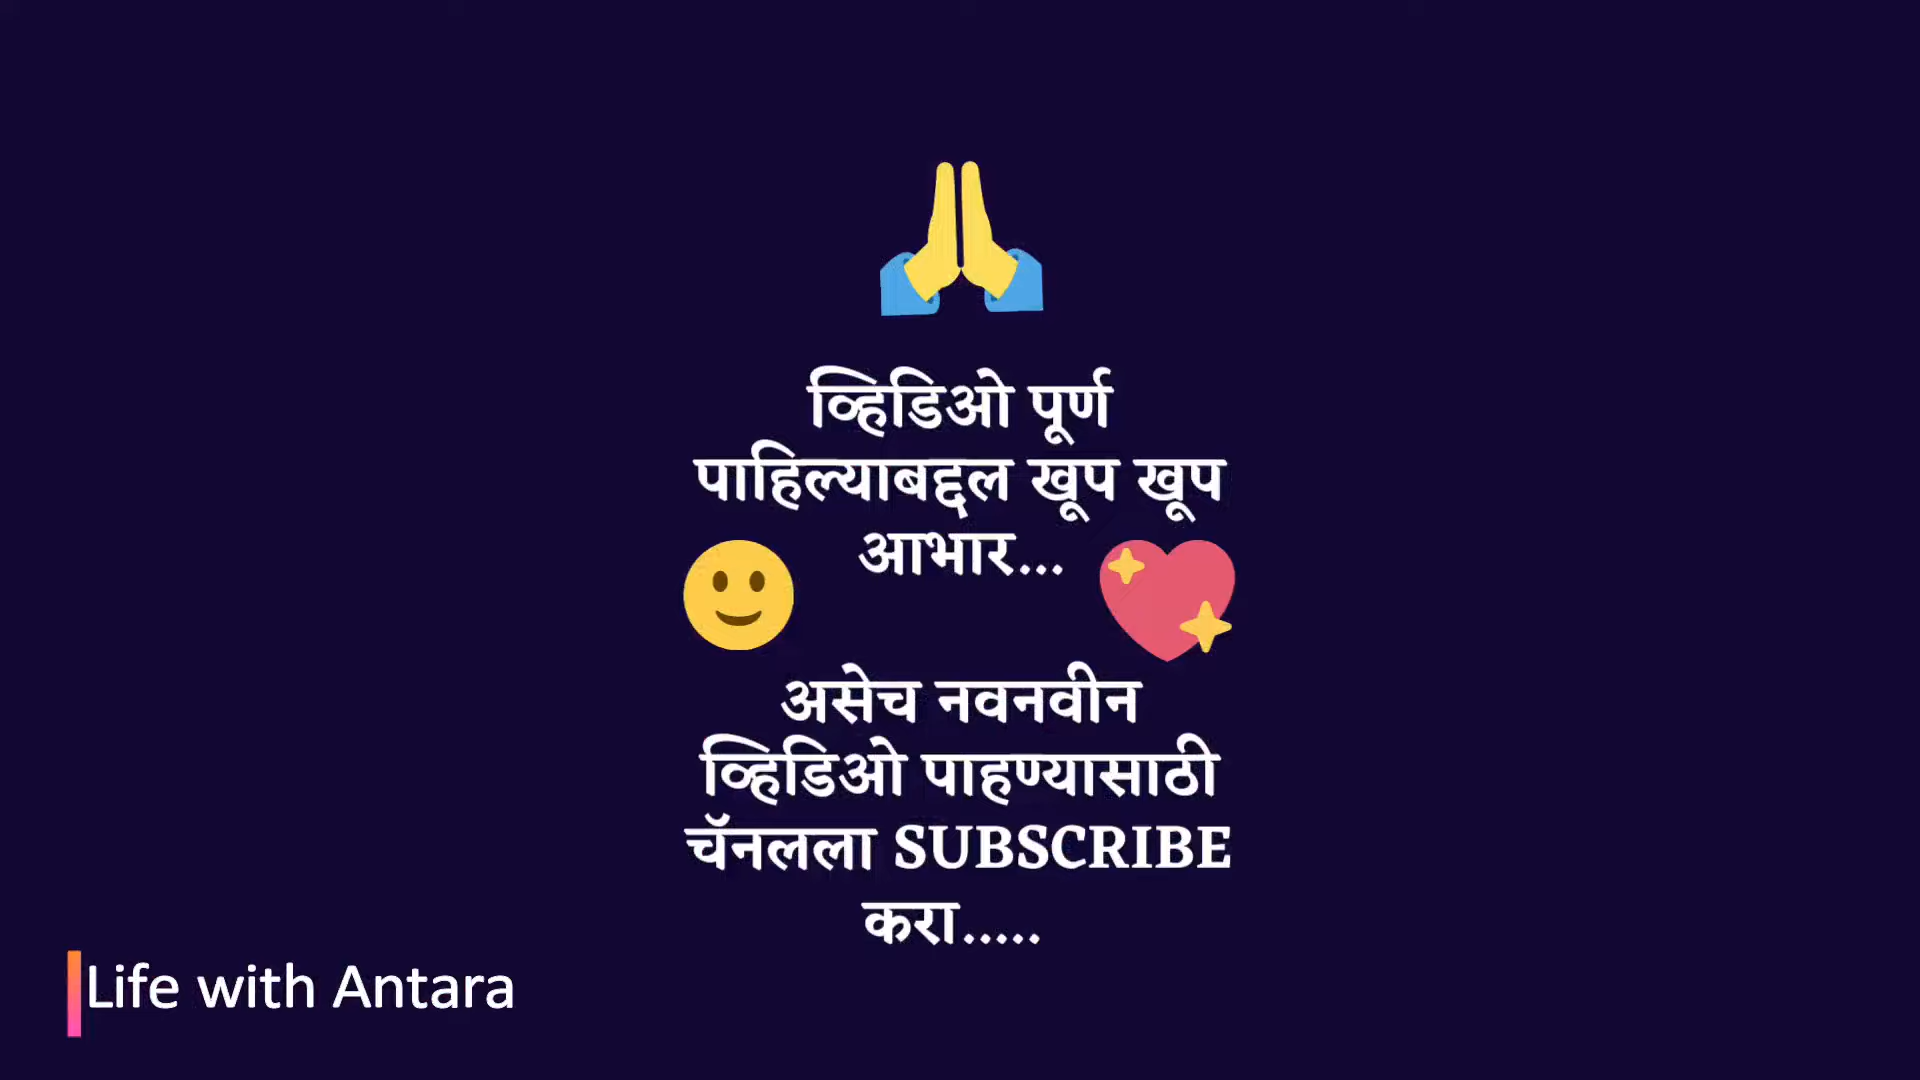 व्हिडिओ पूर्ण
पाहिल्याबद्दल खूप खूप
आभार...
असेच नवनवीन
व्हिडिओ पाहण्यासाठी
चॅनलला SUBSCRIBE
करा.....
Life with Antara